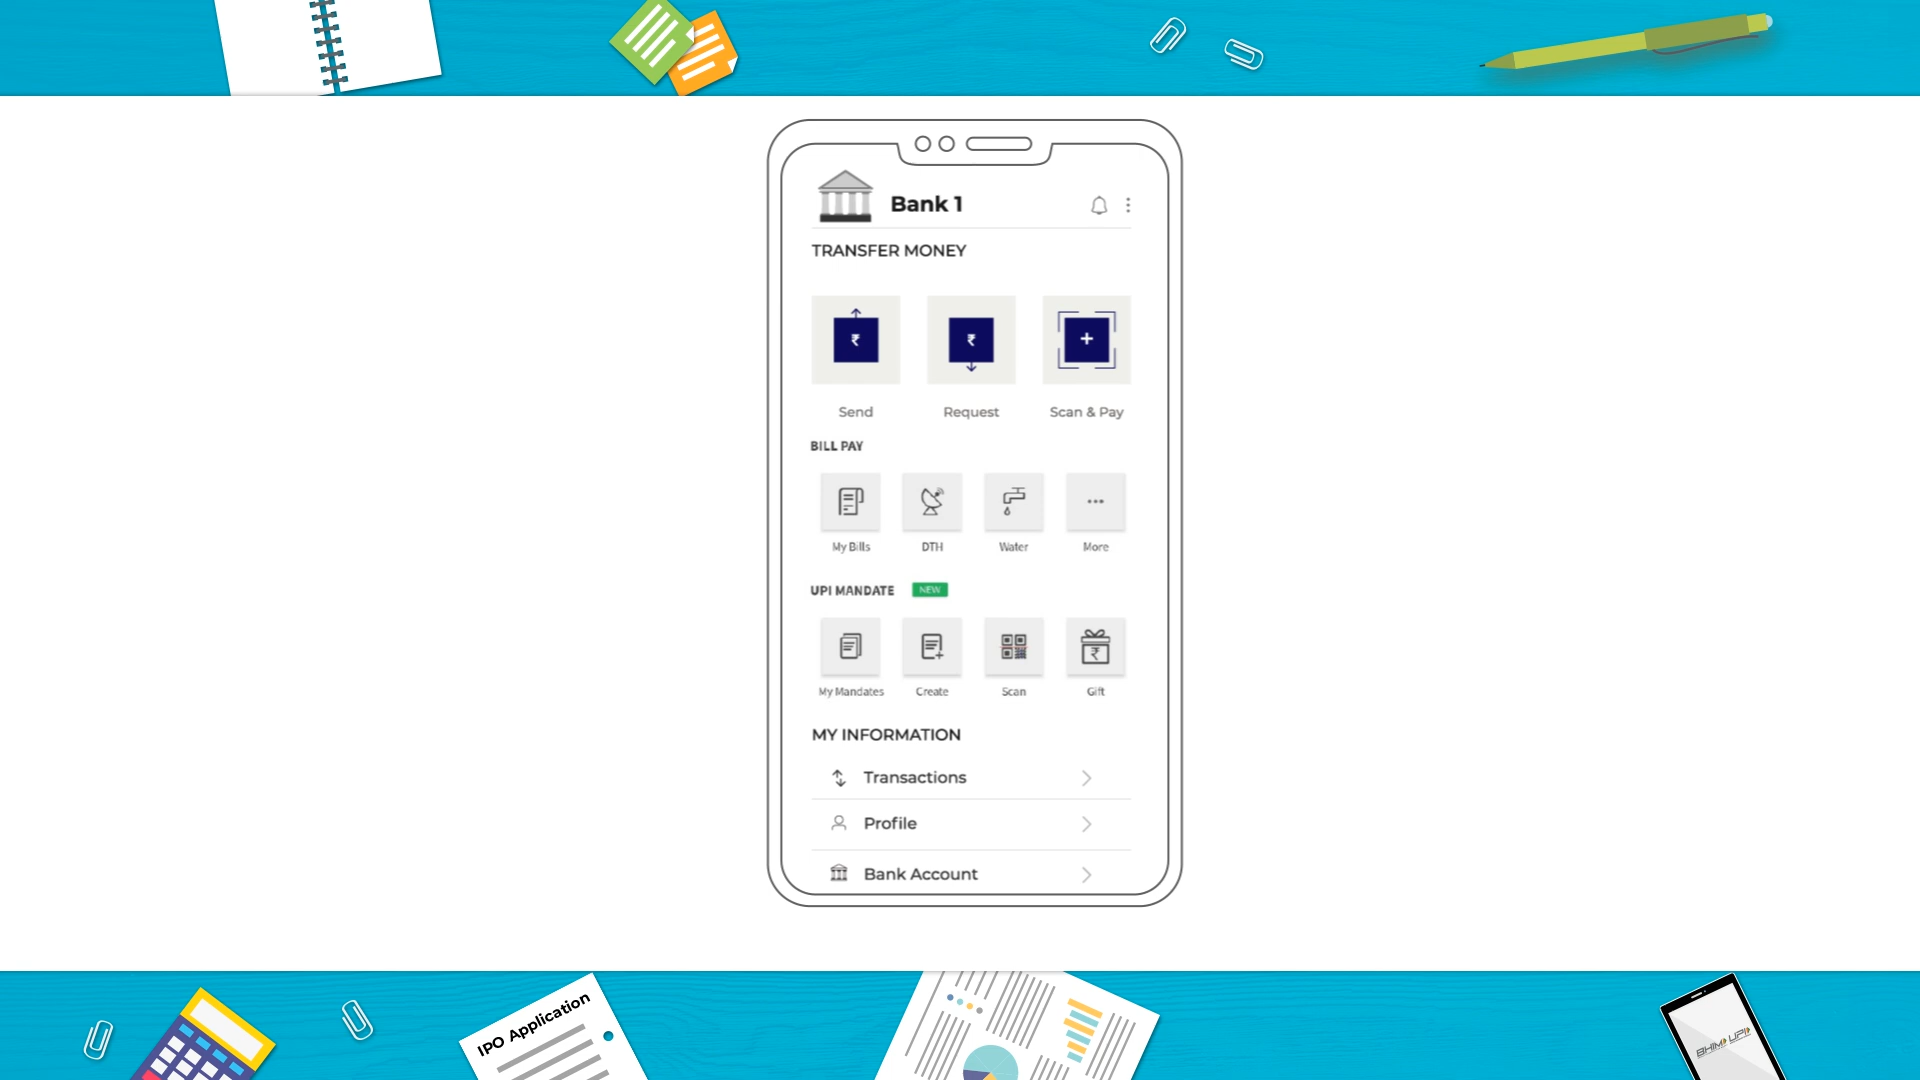 Bank 1
TRANSFER MONEY
₹ ₹ +
Send Request Scan & Pay
BILL PAY
My Bills DTH Water More
UPI MANDATE NEW
₹
My Mandates Create Scan Gift
MY INFORMATION
Transactions
Profile
Bank Account
IPO Application
BHIM UPI